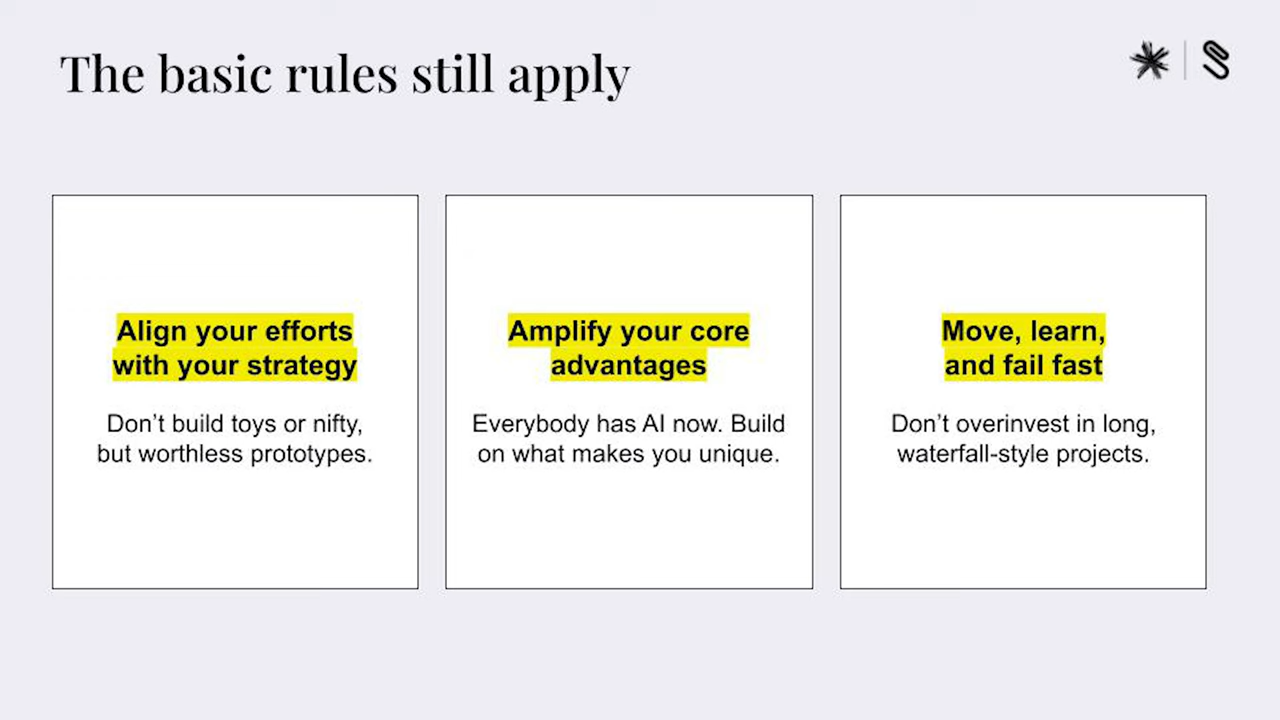 The basic rules still apply
Align your efforts
with your strategy
Don’t build toys or nifty,
but worthless prototypes.
Amplify your core
advantages
Everybody has AI now. Build
on what makes you unique.
Move, learn,
and fail fast
Don’t overinvest in long,
waterfall-style projects.